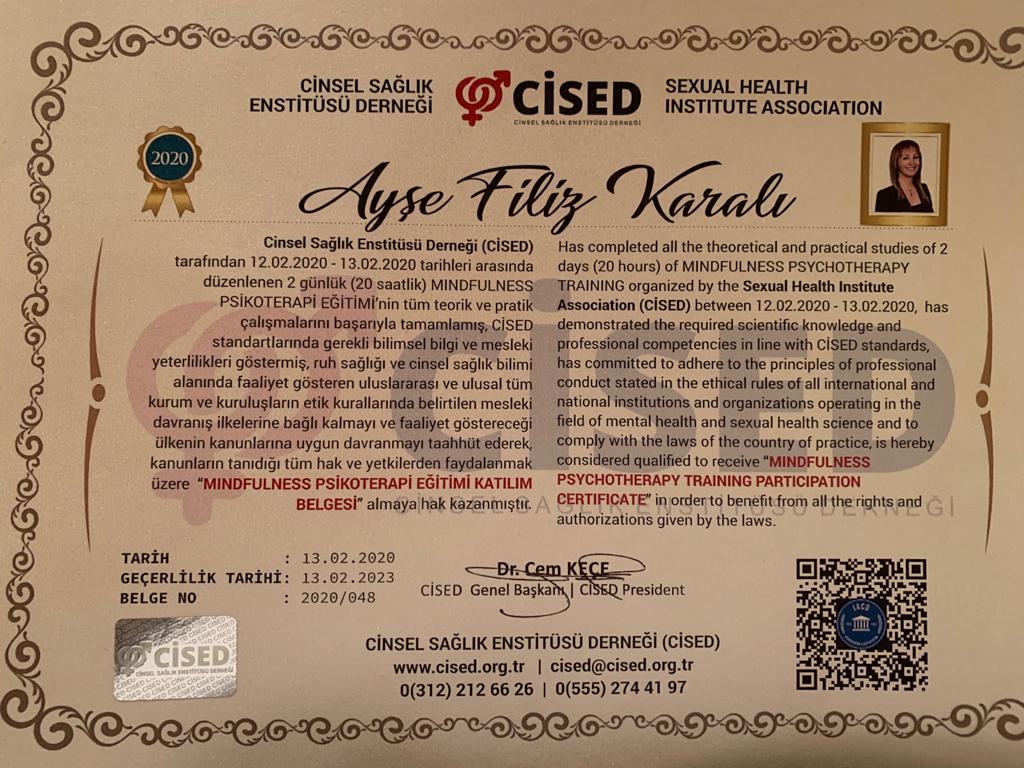 CİNSEL SAĞLIK
ENSTİTÜSÜ DERNEĞİ
CİSED
CİNSEL SAĞLIK ENSTİTÜSÜ DERNEĞİ
SEXUAL HEALTH
INSTITUTE ASSOCIATION
2020
Ayşe Filiz Karalı
Cinsel Sağlık Enstitüsü Derneği (CİSED)
tarafından 12.02.2020 - 13.02.2020 tarihleri arasında
düzenlenen 2 günlük (20 saatlik) MINDFULNESS
PSİKOTERAPİ EĞİTİMİ'nin tüm teorik ve pratik
çalışmalarını başarıyla tamamlamış, CİSED
standartlarında gerekli bilimsel bilgi ve mesleki
yeterlilikleri göstermiş, ruh sağlığı ve cinsel sağlık bilimi
alanında faaliyet gösteren uluslararası ve ulusal tüm
kurum ve kuruluşların etik kurallarında belirtilen mesleki
davranış ilkelerine bağlı kalmayı ve faaliyet göstereceği
ülkenin kanunlarına uygun davranmayı taahhüt ederek,
kanunların tanıdığı tüm hak ve yetkilerden faydalanmak
üzere “MINDFULNESS PSİKOTERAPİ EĞİTİMİ KATILIM
BELGESİ” almaya hak kazanmıştır.
Has completed all the theoretical and practical studies of 2
days (20 hours) of MINDFULNESS PSYCHOTHERAPY
TRAINING organized by the Sexual Health Institute
Association (CİSED) between 12.02.2020 - 13.02.2020, has
demonstrated the required scientific knowledge and
professional competencies in line with CİSED standards,
has committed to adhere to the principles of professional
conduct stated in the ethical rules of all international and
national institutions and organizations operating in the
field of mental health and sexual health science and to
comply with the laws of the country of practice, is hereby
considered qualified to receive “MINDFULNESS
PSYCHOTHERAPY TRAINING PARTICIPATION
CERTIFICATE” in order to benefit from all the rights and
authorizations given by the laws.
CİSED
CİNSEL SAĞLIK ENSTİTÜSÜ DERNEĞİ
TARİH : 13.02.2020
GEÇERLİLİK TARİHİ: 13.02.2023
BELGE NO : 2020/048
Dr. Cem KEÇE
CİSED Genel Başkanı | CİSED President
CİSED
CİNSEL SAĞLIK ENSTİTÜSÜ DERNEĞİ
CİNSEL SAĞLIK ENSTİTÜSÜ DERNEĞİ (CİSED)
www.cised.org.tr | cised@cised.org.tr
0(312) 212 66 26 | 0(555) 274 41 97
IACD